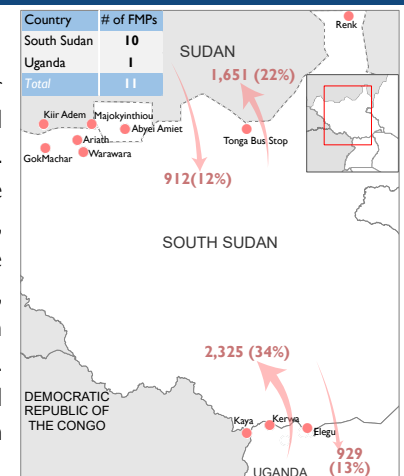 Country # of FMPs
South Sudan 10
Uganda 1
Total 11
SUDAN
Renk
1,651 (22%)
Kiir Adem
Majokyinthiou
Abyei Amiet
Ariath
GokMachar
Warawara
Tonga Bus Stop
912(12%)
SOUTH SUDAN
2,325 (34%)
DEMOCRATIC
REPUBLIC OF
THE CONGO
Kaya
Kerwa
Elegu
929
(13%)
UGANDA